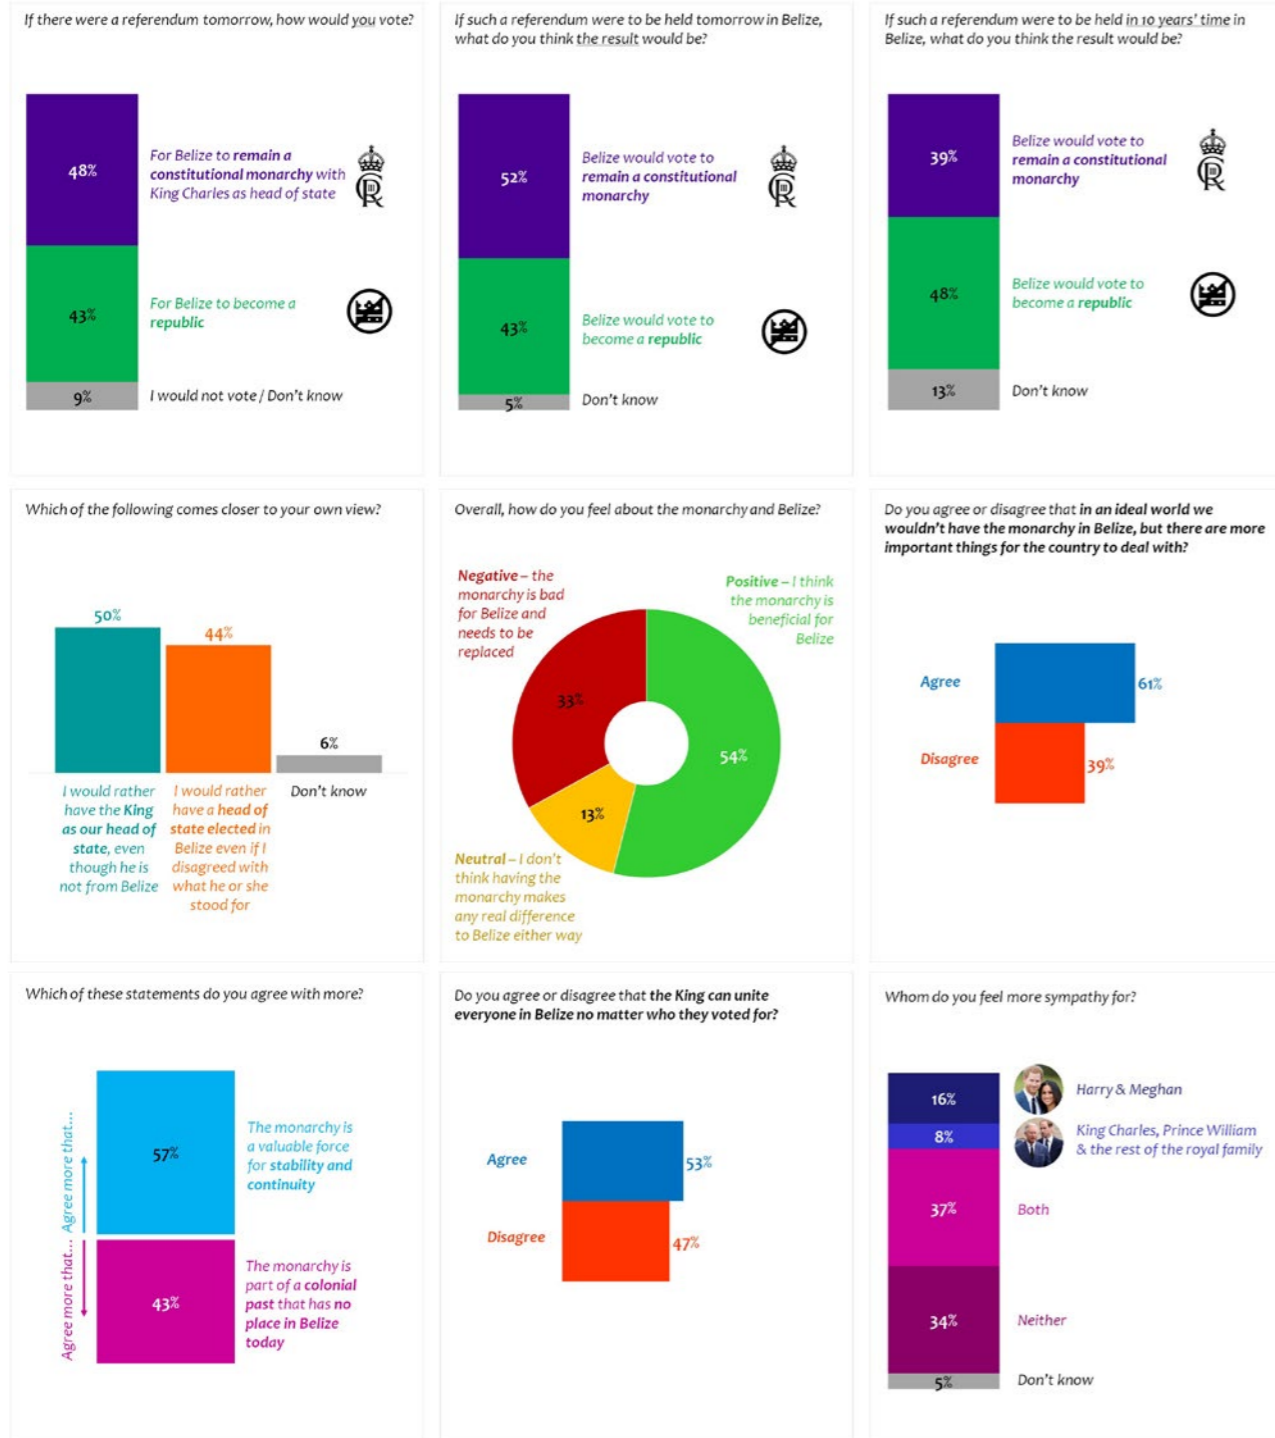 If there were a referendum tomorrow, how would you vote?
48%
For Belize to remain a
constitutional monarchy with
King Charles as head of state
43%
For Belize to become a
republic
9%
I would not vote / Don't know
If such a referendum were to be held tomorrow in Belize,
what do you think the result would be?
52%
Belize would vote to
remain a constitutional
monarchy
43%
Belize would vote to
become a republic
5%
Don't know
If such a referendum were to be held in 10 years' time in
Belize, what do you think the result would be?
39%
Belize would vote to
remain a constitutional
monarchy
48%
Belize would vote to
become a republic
13%
Don't know
Which of the following comes closer to your own view?
50%
44%
6%
I would rather
have the King
as our head of
state, even
though he is
not from Belize
I would rather
have a head of
state elected in
Belize even if I
disagreed with
what he or she
stood for
Don't know
Overall, how do you feel about the monarchy and Belize?
Negative – the
monarchy is bad
for Belize and
needs to be
replaced
Positive – I think
the monarchy is
beneficial for
Belize
33%
54%
13%
Neutral – I don't
think having the
monarchy makes
any real difference
to Belize either way
Do you agree or disagree that in an ideal world we
wouldn't have the monarchy in Belize, but there are more
important things for the country to deal with?
Agree
61%
Disagree
39%
Which of these statements do you agree with more?
Agree more that...
57%
The monarchy is
a valuable force
for stability and
continuity
Agree more that...
43%
The monarchy is
part of a colonial
past that has no
place in Belize
today
Do you agree or disagree that the King can unite
everyone in Belize no matter who they voted for?
Agree
53%
Disagree
47%
Whom do you feel more sympathy for?
16%
Harry & Meghan
8%
King Charles, Prince William
& the rest of the royal family
37%
Both
34%
Neither
5%
Don't know